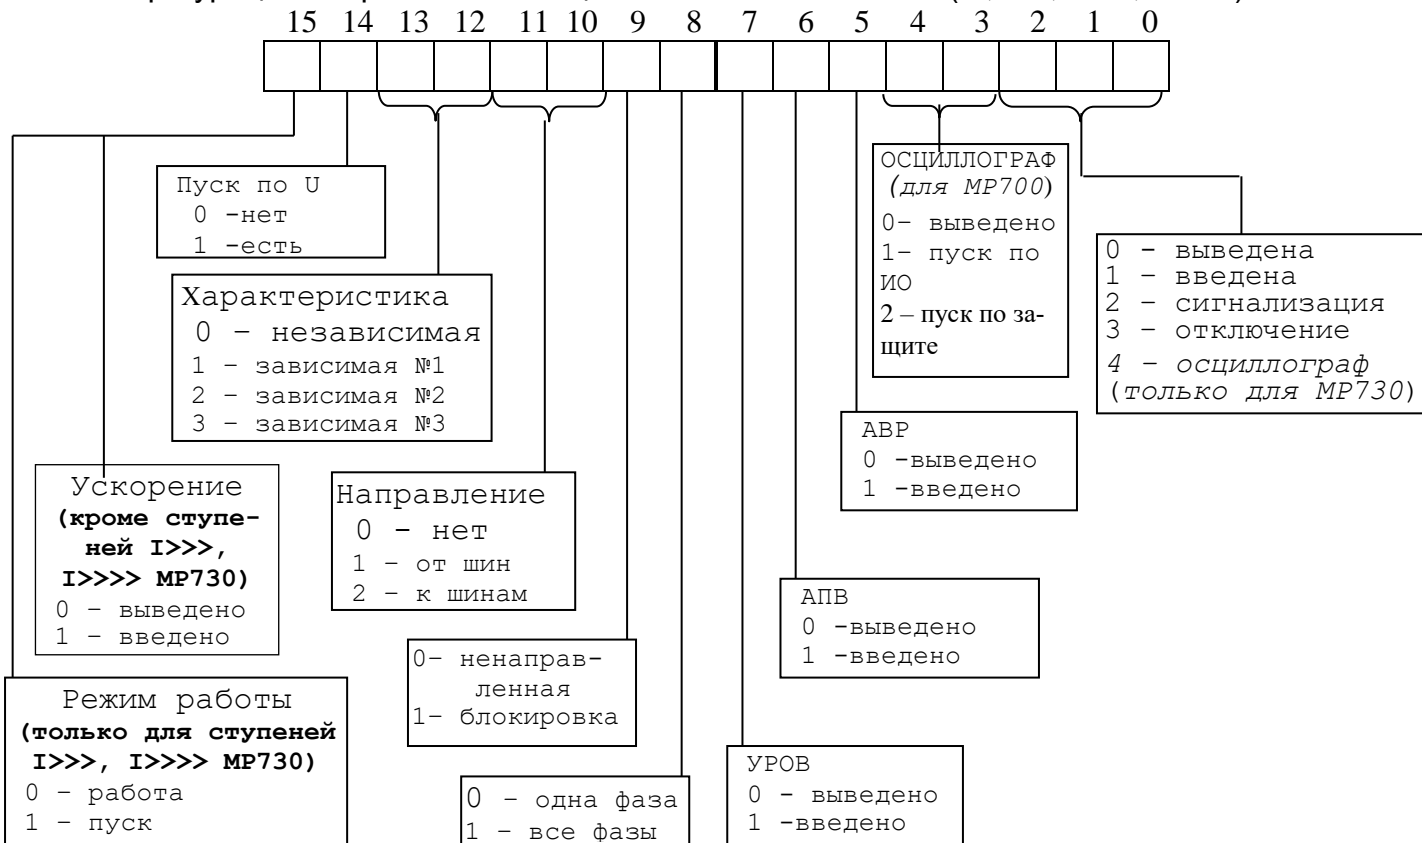 15 14 13 12 11 10 9 8 7 6 5 4 3 2 1 0
Пуск по U
0 -нет
1 -есть
Характеристика
0 – независимая
1 – зависимая №1
2 – зависимая №2
3 – зависимая №3
ОСЦИЛЛОГРАФ
(для МР700)
0– выведено
1– пуск по
ИО
2 – пуск по за-
щите
0 – выведена
1 – введена
2 – сигнализация
3 – отключение
4 – осциллограф
(только для МР730)
АВР
0 -выведено
1 -введено
Ускорение
(кроме ступе-
ней I>>>,
I>>>> МР730)
0 – выведено
1 – введено
Направление
0 – нет
1 – от шин
2 – к шинам
АПВ
0 -выведено
1 -введено
0– ненаправ-
ленная
1– блокировка
Режим работы
(только для ступеней
I>>>, I>>>> МР730)
0 – работа
1 – пуск
0 – одна фаза
1 – все фазы
УРОВ
0 - выведено
1 -введено